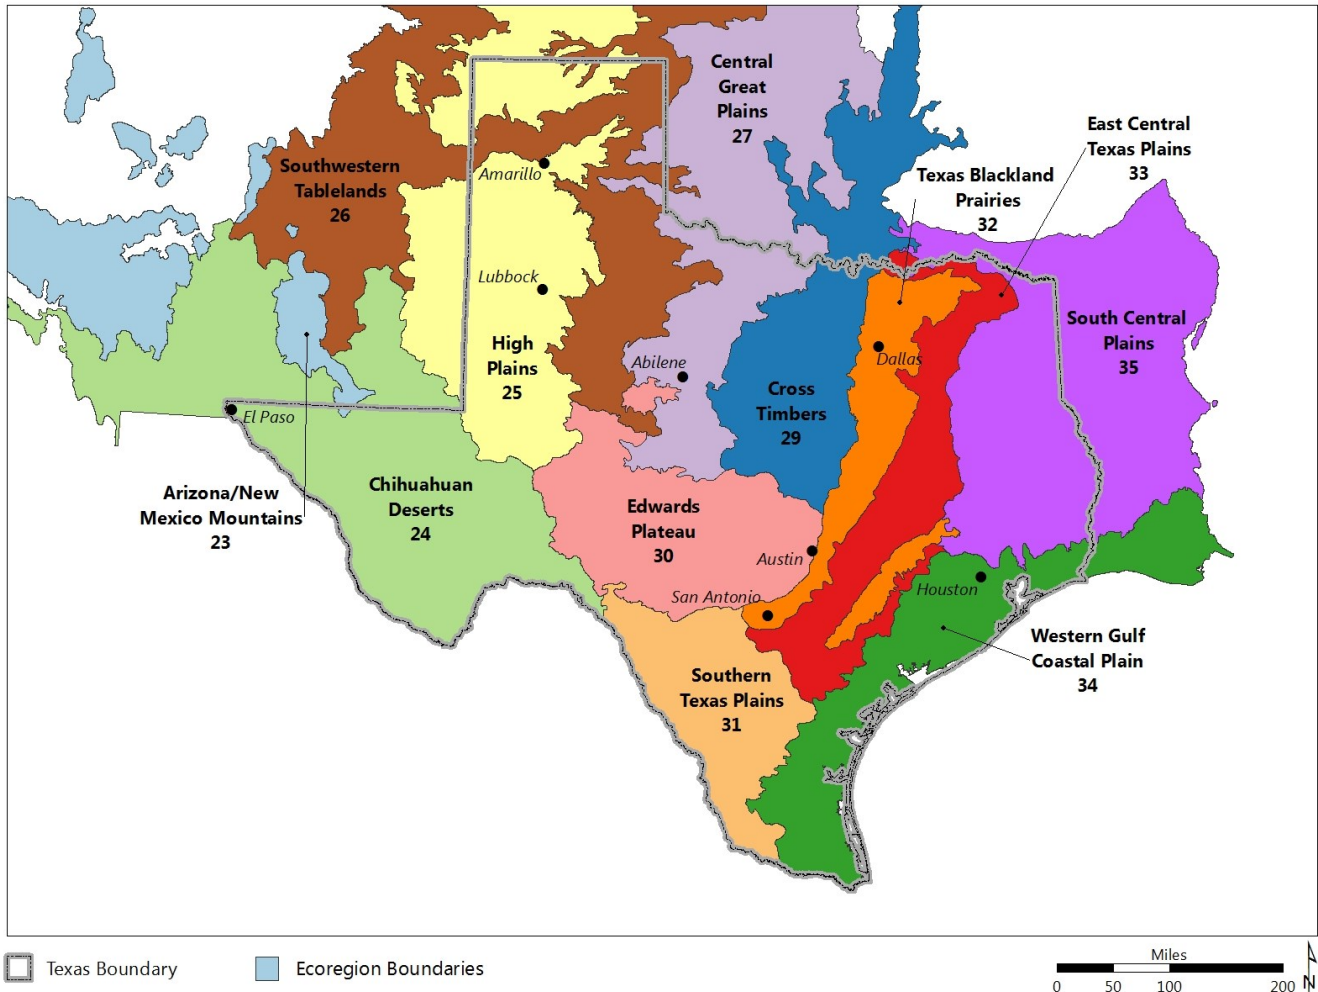 Central
Great
Plains
27
East Central
Texas Plains
33
Southwestern
Tablelands
26
Amarillo
Texas Blackland
Prairies
32
Lubbock
High
Plains
25
Abilene
Dallas
South Central
Plains
35
Cross
Timbers
29
El Paso
Arizona/New
Mexico Mountains
23
Chihuahuan
Deserts
24
Edwards
Plateau
30
Austin
San Antonio
Houston
Western Gulf
Coastal Plain
34
Southern
Texas Plains
31
Texas Boundary
Ecoregion Boundaries
Miles
0 50 100 200
N